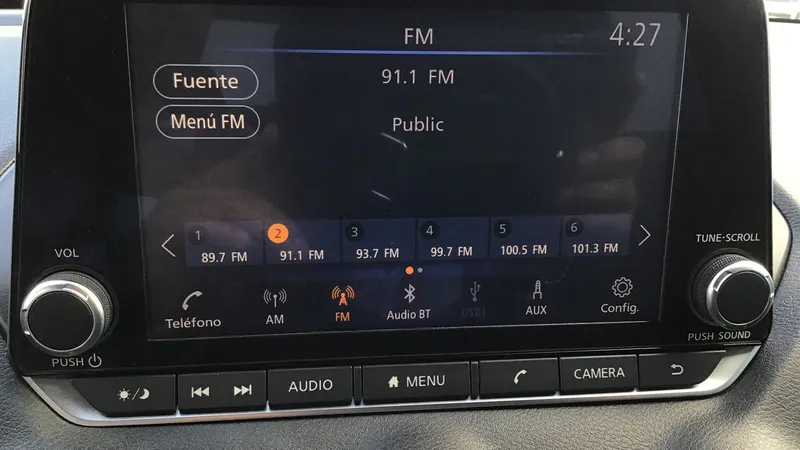 FM 4:27
Fuente 91.1 FM
Menú FM Public
1 2 3 4 5 6
89.7 FM 91.1 FM 93.7 FM 99.7 FM 100.5 FM 101.3 FM
Teléfono AM FM Audio BT USB1 AUX Config.
VOL
PUSH
TUNE·SCROLL
PUSH SOUND
AUDIO MENU CAMERA